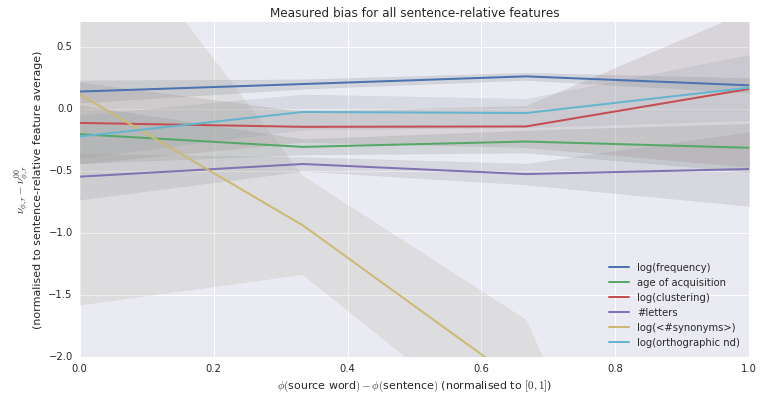 Measured bias for all sentence-relative features
0.5
0.0
−0.5
−1.0
−1.5
−2.0
ν_{ϕ,r} − ν^{00}_{ϕ,r}
(normalised to sentence-relative feature average)
log(frequency)
age of acquisition
log(clustering)
#letters
log(<#synonyms>)
log(orthographic nd)
0.0 0.2 0.4 0.6 0.8 1.0
ϕ(source word) − ϕ(sentence) (normalised to [0,1])